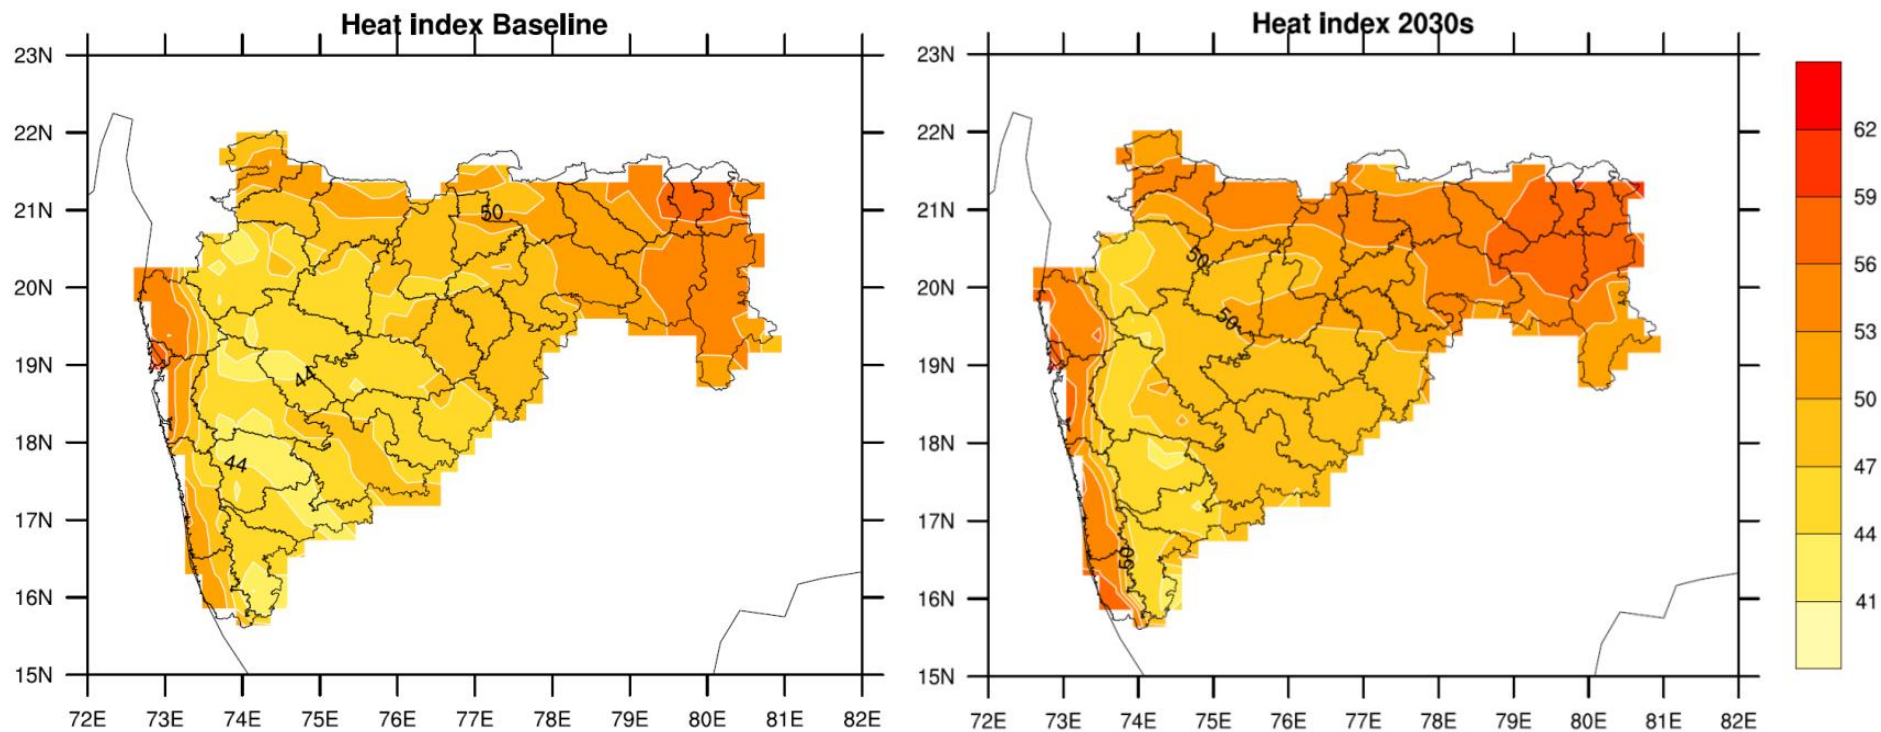 Heat index Baseline
Heat index 2030s
23N
22N
21N
20N
19N
18N
17N
16N
15N
72E 73E 74E 75E 76E 77E 78E 79E 80E 81E 82E
50
44
44
23N
22N
21N
20N
19N
18N
17N
16N
15N
72E 73E 74E 75E 76E 77E 78E 79E 80E 81E 82E
50
50
50
62
59
56
53
50
47
44
41